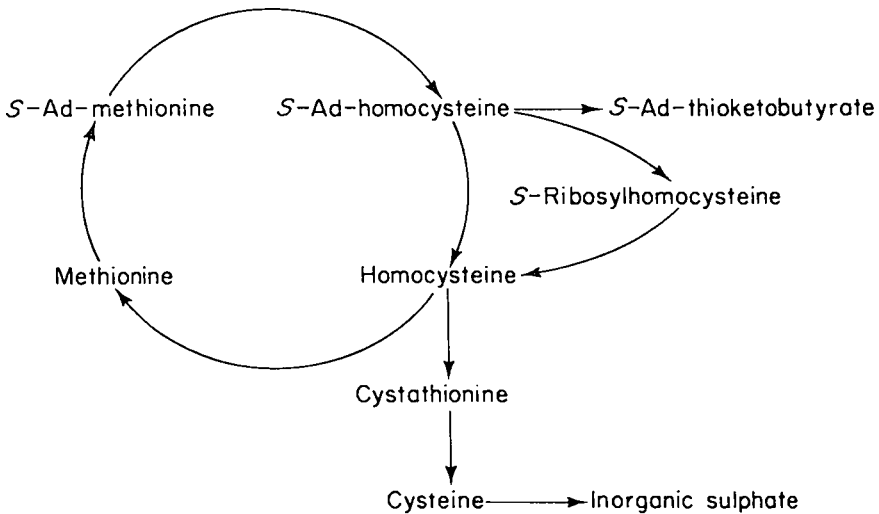 S-Ad-methionine S-Ad-homocysteine S-Ad-thioketobutyrate
S-Ribosylhomocysteine
Methionine Homocysteine
Cystathionine
Cysteine Inorganic sulphate